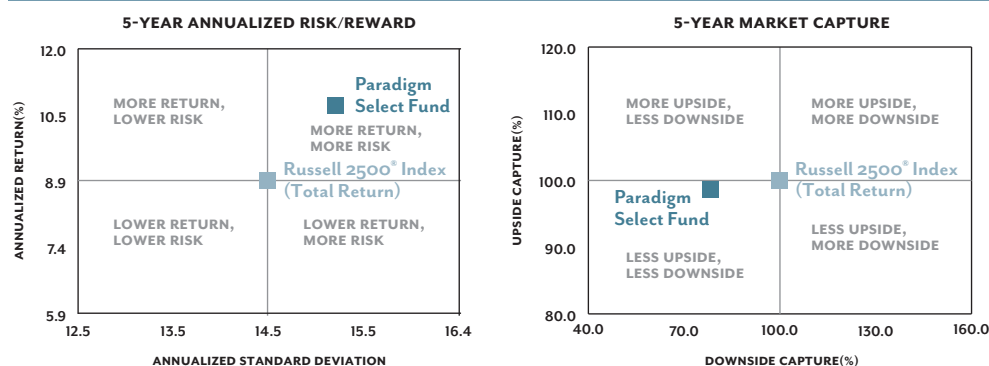 5-YEAR ANNUALIZED RISK/REWARD
12.0
10.5
8.9
7.4
5.9
ANNUALIZED RETURN(%)
MORE RETURN,
LOWER RISK
Paradigm
Select Fund
MORE RETURN,
MORE RISK
Russell 2500® Index
(Total Return)
LOWER RETURN,
LOWER RISK
LOWER RETURN,
MORE RISK
12.5
13.5
14.5
15.5
16.4
ANNUALIZED STANDARD DEVIATION
5-YEAR MARKET CAPTURE
120.0
110.0
100.0
90.0
80.0
UPSIDE CAPTURE(%)
MORE UPSIDE,
LESS DOWNSIDE
MORE UPSIDE,
MORE DOWNSIDE
Russell 2500® Index
(Total Return)
Paradigm
Select Fund
LESS UPSIDE,
MORE DOWNSIDE
LESS UPSIDE,
LESS DOWNSIDE
40.0
70.0
100.0
130.0
160.0
DOWNSIDE CAPTURE(%)